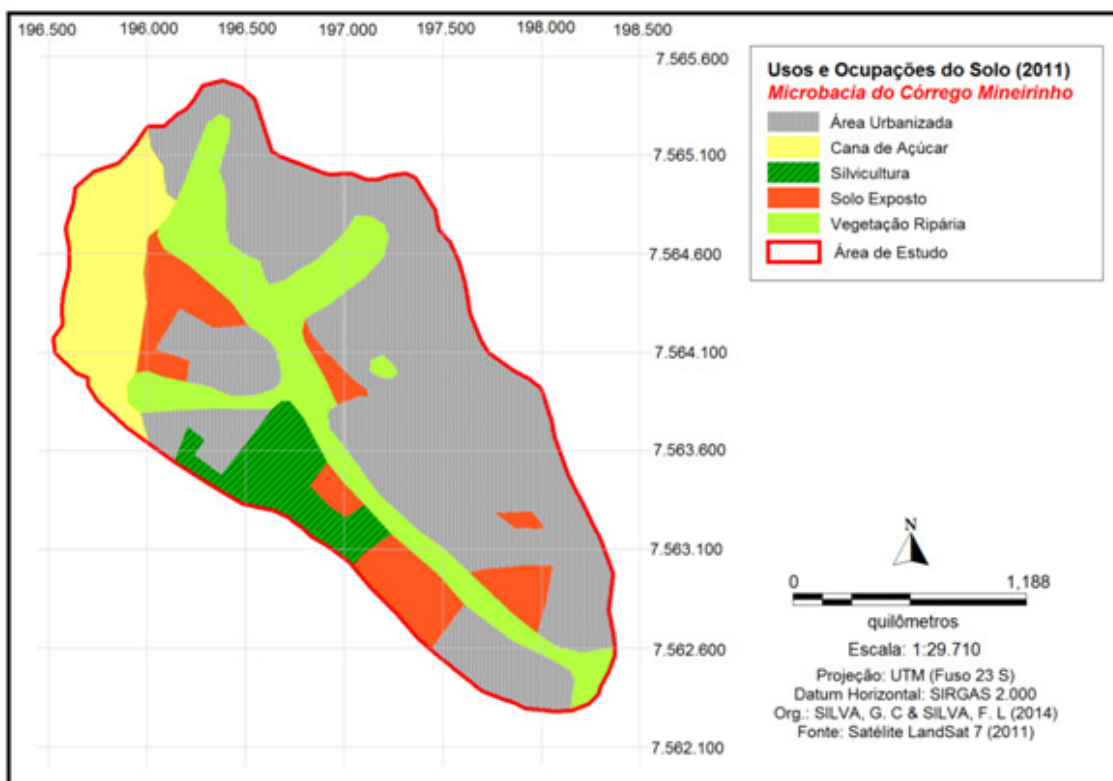 196.500 196.000 196.500 197.000 197.500 198.000 198.500
7.565.600
7.565.100
7.564.600
7.564.100
7.563.600
7.563.100
7.562.600
7.562.100
Usos e Ocupações do Solo (2011)
Microbacia do Córrego Mineirinho
Área Urbanizada
Cana de Açúcar
Silvicultura
Solo Exposto
Vegetação Ripária
Área de Estudo
N
0 1,188
quilômetros
Escala: 1:29.710
Projeção: UTM (Fuso 23 S)
Datum Horizontal: SIRGAS 2.000
Org.: SILVA, G. C & SILVA, F. L (2014)
Fonte: Satélite LandSat 7 (2011)